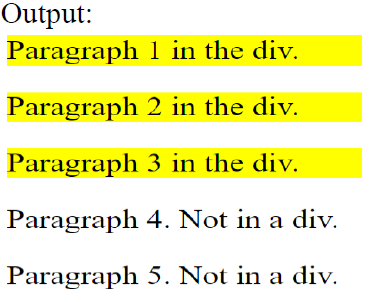 Output:
Paragraph 1 in the div.
Paragraph 2 in the div.
Paragraph 3 in the div.
Paragraph 4. Not in a div.
Paragraph 5. Not in a div.